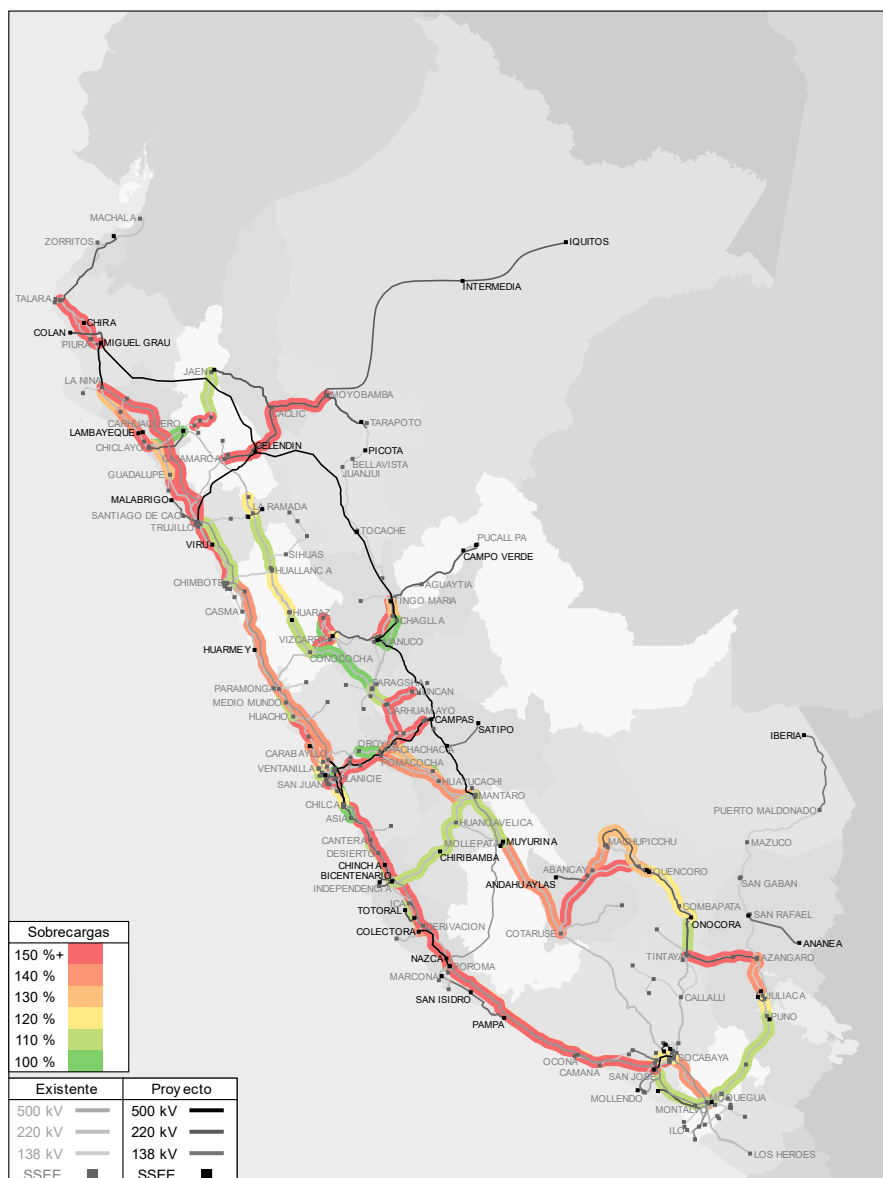 MACHALA
ZORRITOS
IQUITOS
INTERMEDIA
TALARA
CHIRA
COLAN
MIGUEL GRAU
PIURA
JAEN
LA NINA
MOYOBAMBA
CACLIC
CARHUAQUERO
TARAPOTO
LAMBAYEQUE
CHICLAYO
CELENDIN
PICOTA
CAJAMARCA
BELLAVISTA
GUADALUPE
JUANJUI
MALABRIGO
LA RAMADA
SANTIAGO DE CAO
TRUJILLO
TOCACHE
PUCALLPA
VIRU
CAMPO VERDE
SIHUAS
HUALLANCA
CHIMBOTE
AGUAYTIA
TINGO MARIA
CASMA
HUARAZ
CHAGLLA
VIZCARRA
HUANUCO
HUARMEY
CONOCOCHA
PARAMONGA
PARAGSHA
YUNCAN
MEDIO MUNDO
CARHUAMAYO
HUACHO
CAMPAS
SATIPO
IBERIA
OROYA
CARABAYLLO
PACHACHACA
POMACOCHA
VENTANILLA
PLANICIE
SAN JUAN
HUAYUCACHI
MANTARO
CHILCA
PUERTO MALDONADO
ASIA
HUANCAVELICA
CANTERA
MOLLEPATA
MUYURINA
MACHUPICCHU
MAZUCO
DESIERTO
CHIRIBAMBA
CHINCHA
ABANCAY
QUENCORO
BICENTENARIO
ANDAHUAYLAS
SAN GABAN
INDEPENDENCIA
ICA
COMBAPATA
TOTORAL
ONOCORA
SAN RAFAEL
COLECTORA
DERIVACION
COTARUSE
ANANEA
NAZCA
TINTAYA
AZANGARO
POROMA
MARCONA
SAN ISIDRO
CALLALLI
JULIACA
PAMPA
PUNO
OCOÑA
SOCABAYA
CAMANA
SAN JOSE
MOLLENDO
MOQUEGUA
MONTALVO
ILO
LOS HEROES
Sobrecargas
150 %+
140 %
130 %
120 %
110 %
100 %
Existente Proyecto
500 kV 500 kV
220 kV 220 kV
138 kV 138 kV
SSEE SSEE